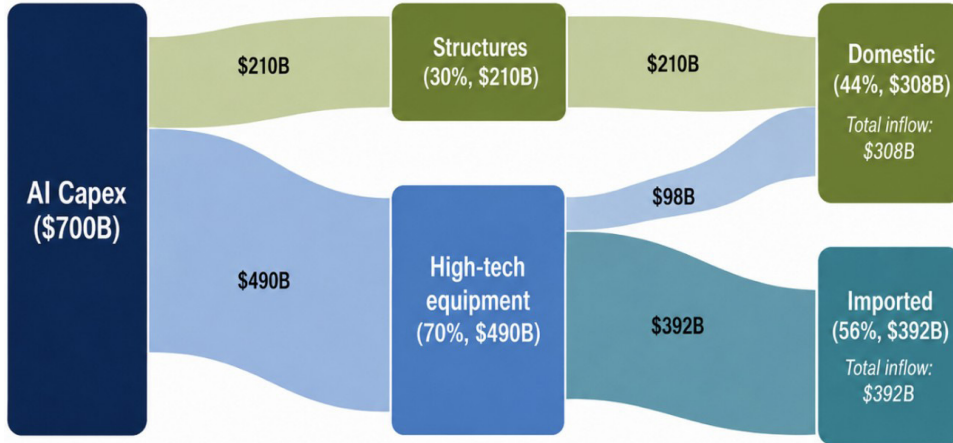 AI Capex
($700B)
$210B
$490B
Structures
(30%, $210B)
High-tech
equipment
(70%, $490B)
$210B
$98B
$392B
Domestic
(44%, $308B)
Total inflow:
$308B
Imported
(56%, $392B)
Total inflow:
$392B